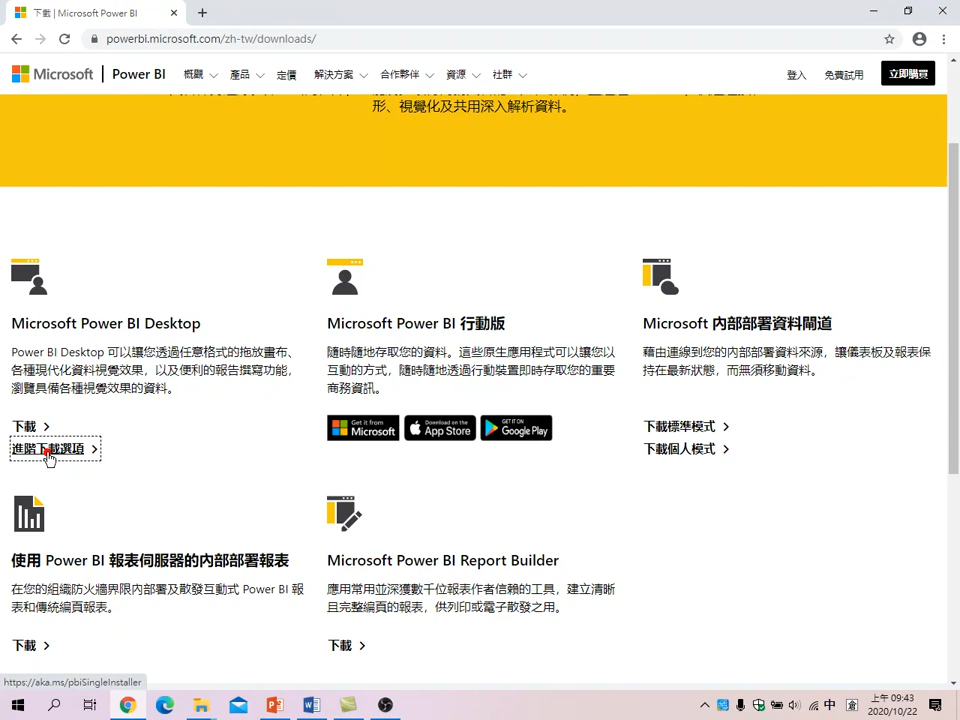 下載 | Microsoft Power BI
powerbi.microsoft.com/zh-tw/downloads/
Microsoft
Power BI
概觀
產品
定價
解決方案
合作夥伴
資源
社群
登入
免費試用
立即購買
形、視覺化及共用深入解析資料。
Microsoft Power BI Desktop
Power BI Desktop 可以讓您透過任意格式的拖放畫布、
各種現代化資料視覺效果，以及便利的報告撰寫功能，
瀏覽具備各種視覺效果的資料。
下載
進階下載選項
Microsoft Power BI 行動版
隨時隨地存取您的資料。這些原生應用程式可以讓您以
互動的方式，隨時隨地透過行動裝置即時存取您的重要
商務資訊。
Get it from
Microsoft
Download on the
App Store
GET IT ON
Google Play
Microsoft 內部部署資料閘道
藉由連線到您的內部部署資料來源，讓儀表板及報表保
持在最新狀態，而無須移動資料。
下載標準模式
下載個人模式
使用 Power BI 報表伺服器的內部部署報表
在您的組織防火牆界限內部署及散發互動式 Power BI 報
表和傳統編頁報表。
下載
Microsoft Power BI Report Builder
應用常用並深獲數千位報表作者信賴的工具，建立清晰
且完整編頁的報表，供列印或電子散發之用。
下載
https://aka.ms/pbiSingleInstaller
中
倉
上午 09:43
2020/10/22